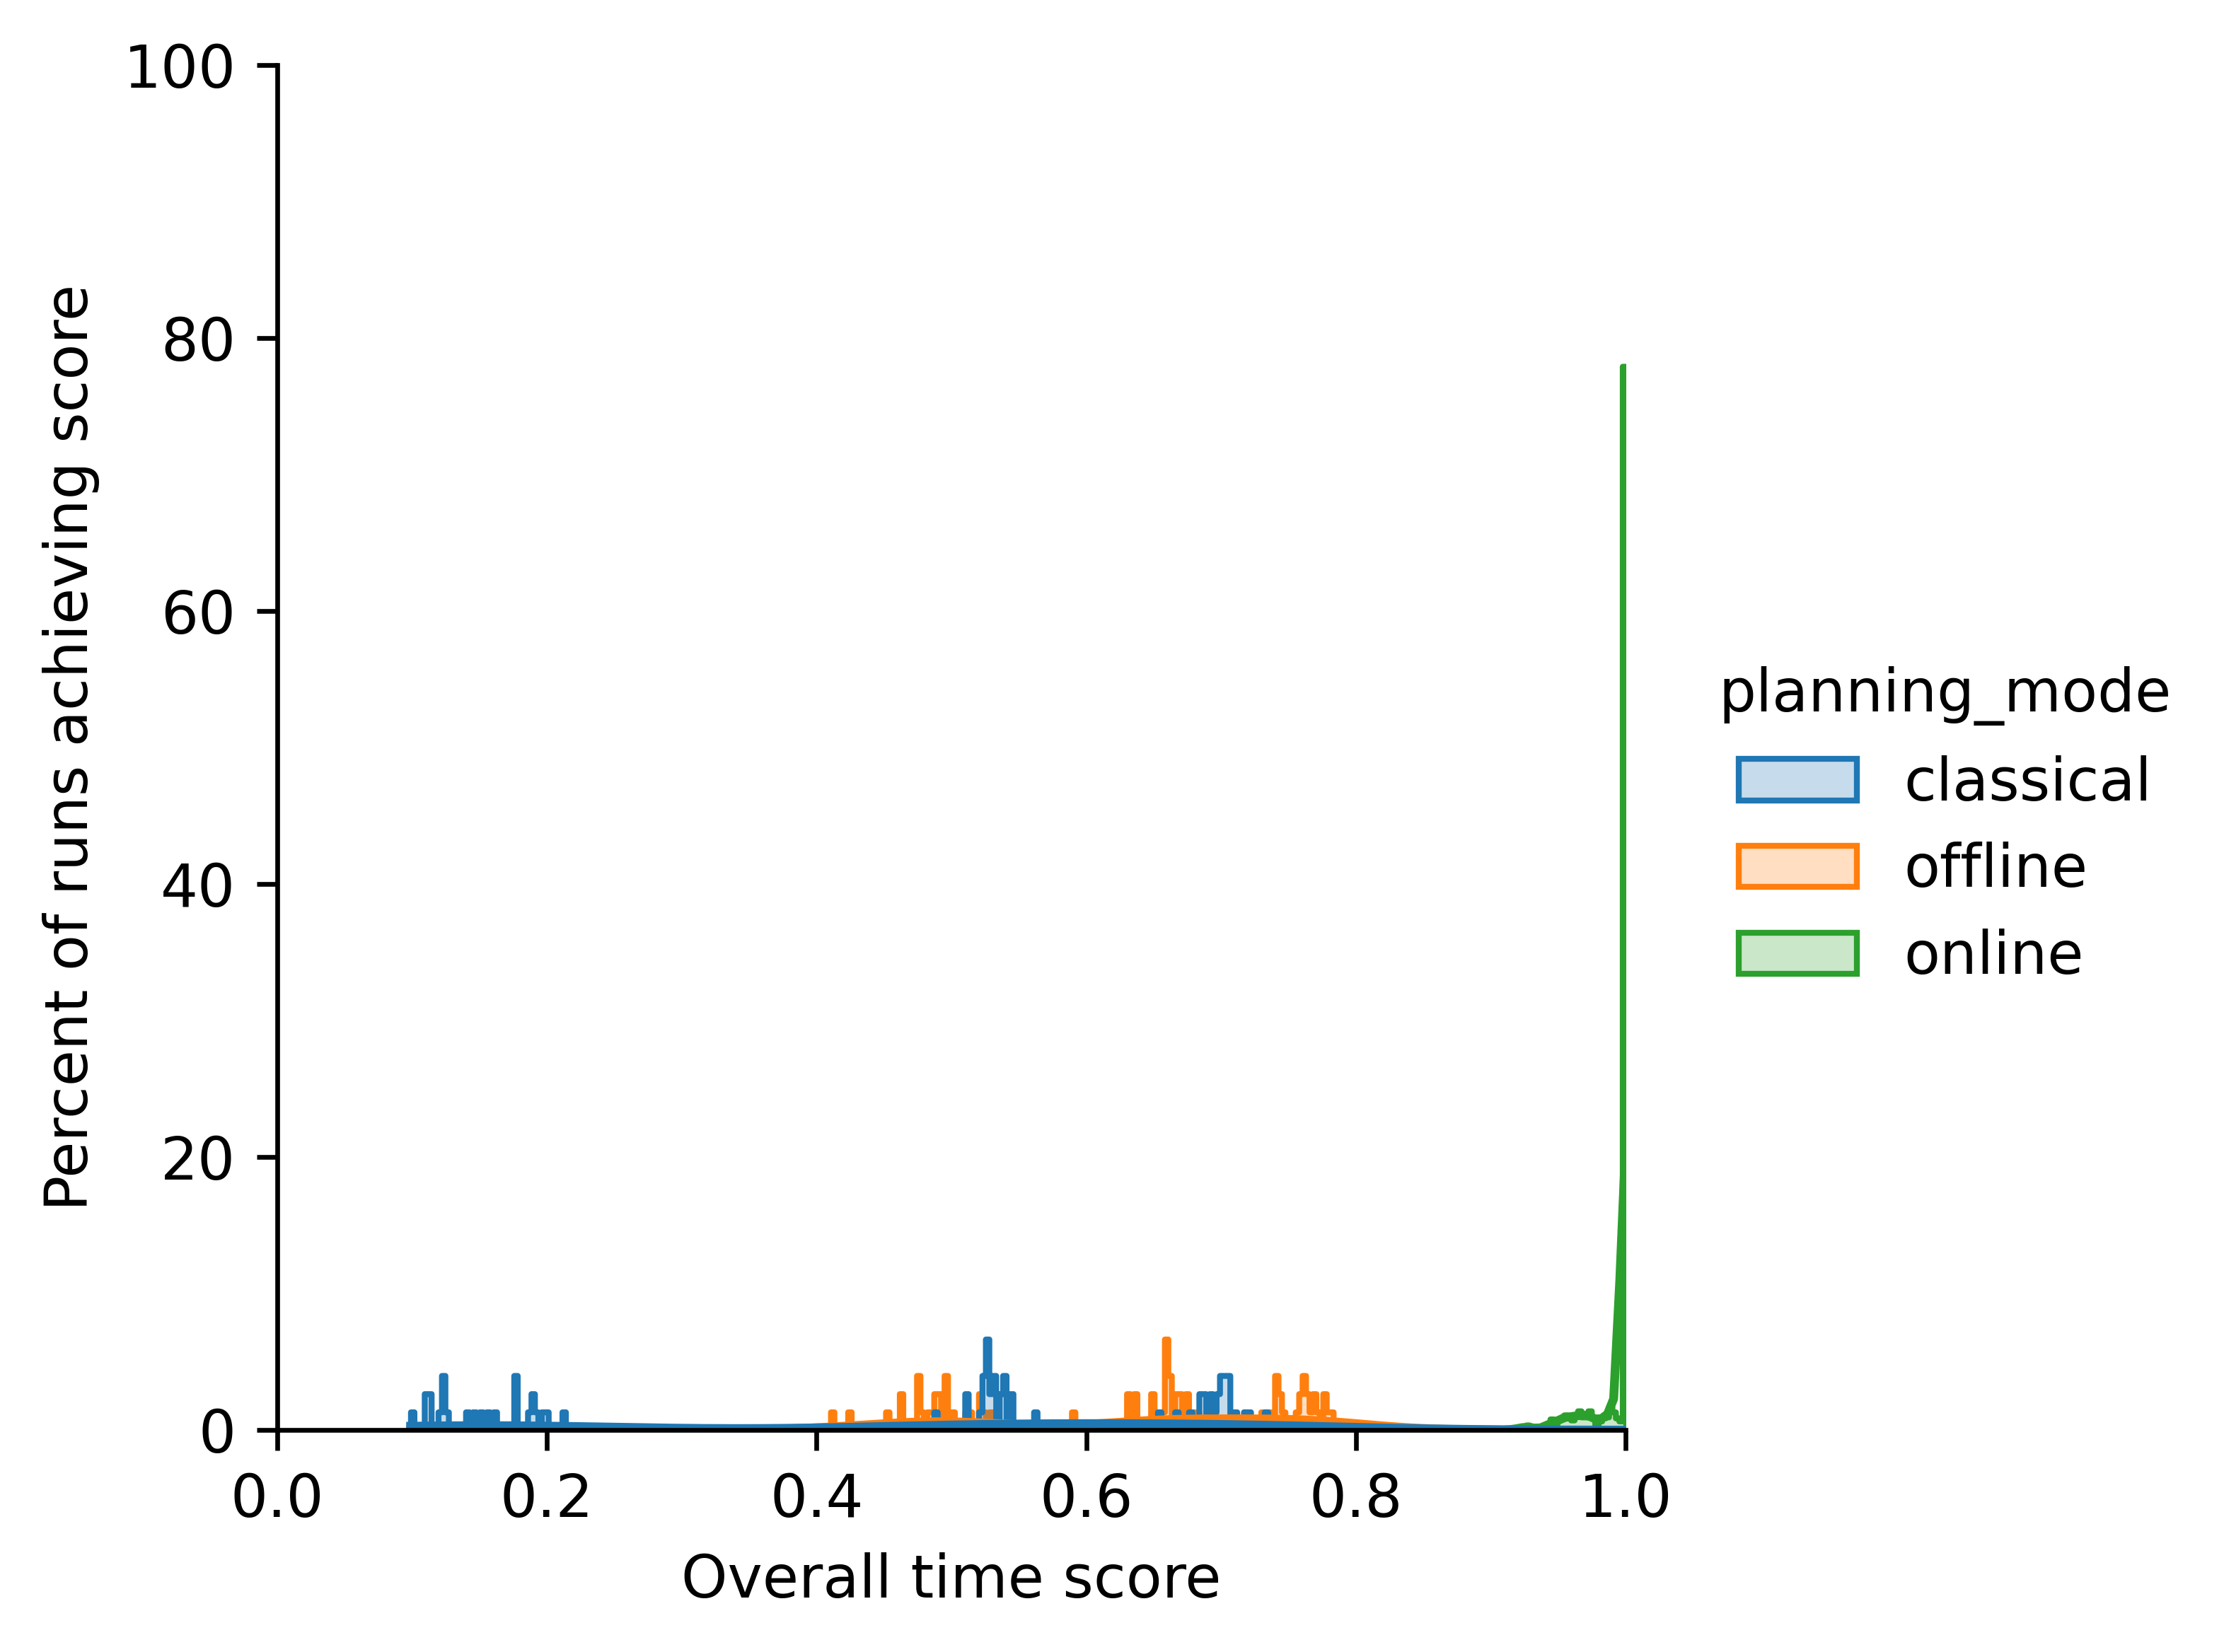 Percent of runs achieving score
100
80
60
40
20
0
0.0 0.2 0.4 0.6 0.8 1.0
Overall time score
planning_mode
classical
offline
online